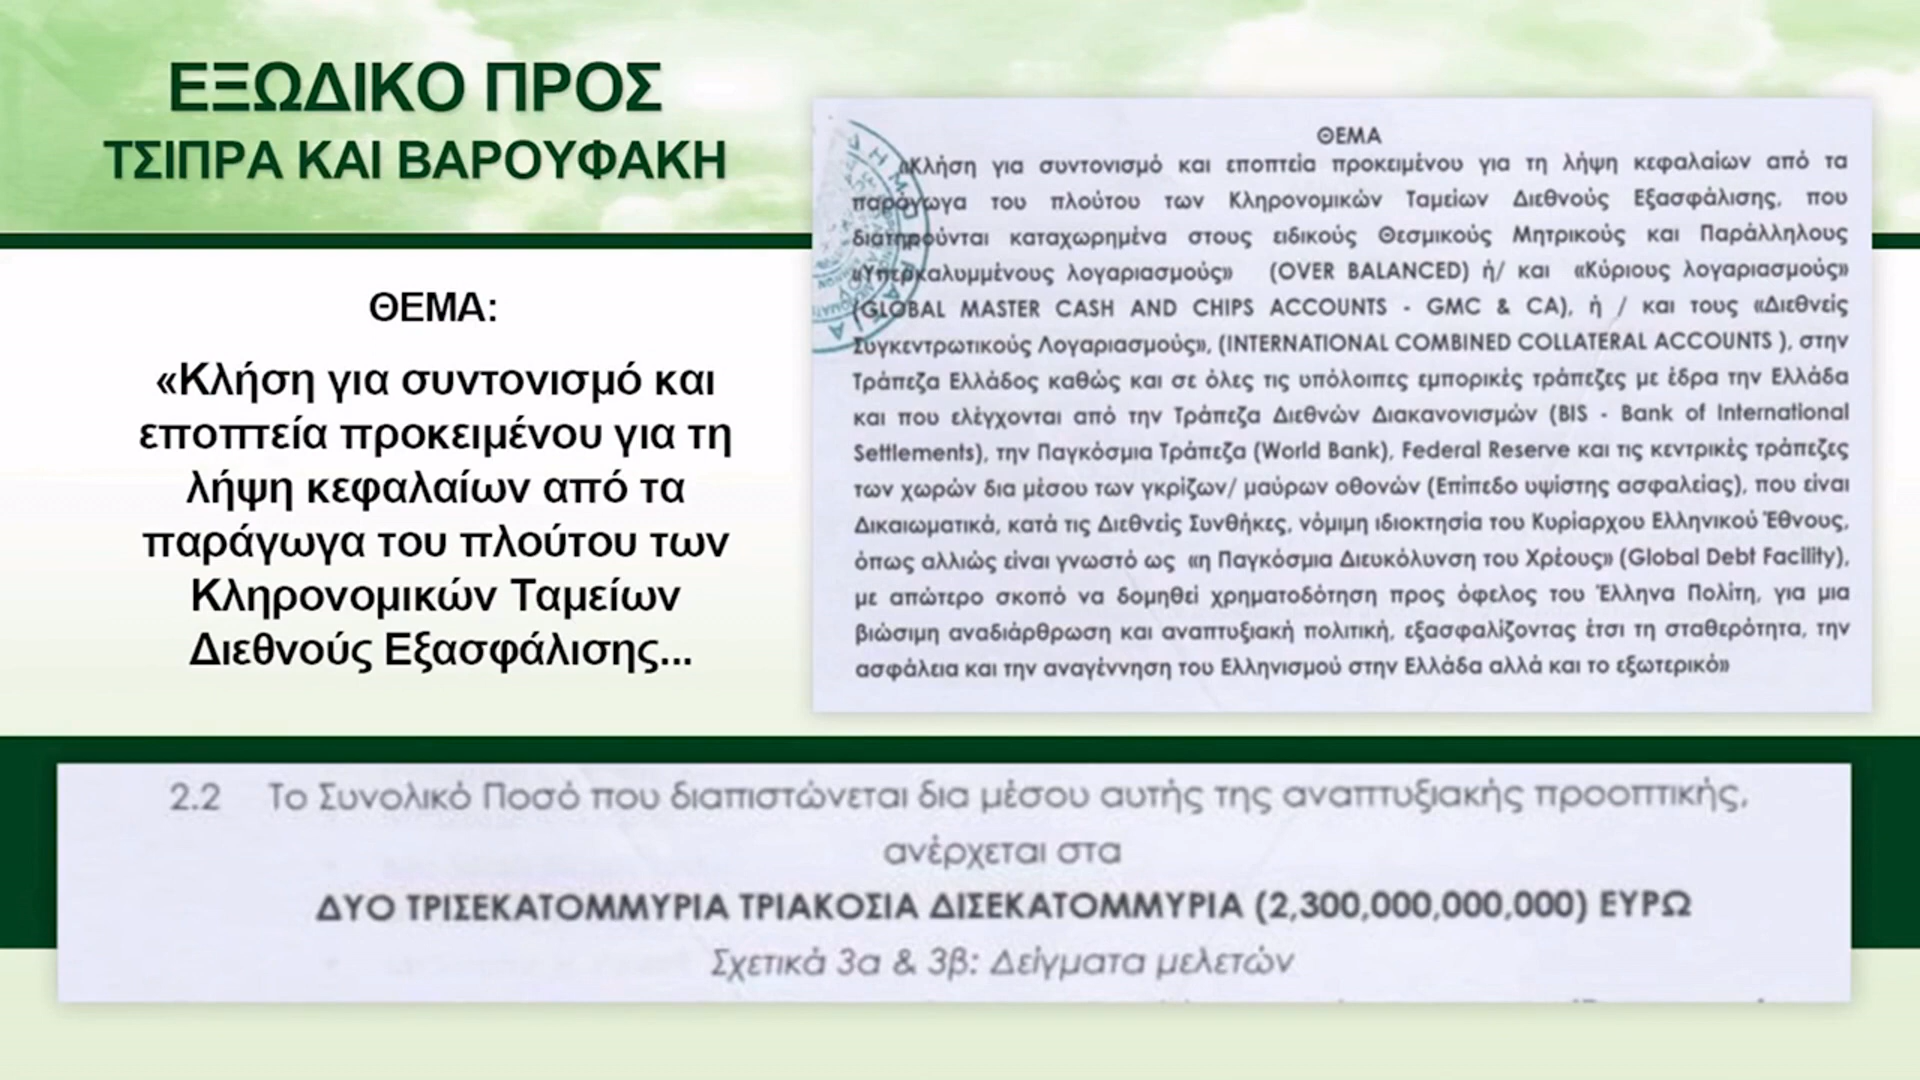 ΕΞΩΔΙΚΟ ΠΡΟΣ
ΤΣΙΠΡΑ ΚΑΙ ΒΑΡΟΥΦΑΚΗ
ΘΕΜΑ:
«Κλήση για συντονισμό και
εποπτεία προκειμένου για τη
λήψη κεφαλαίων από τα
παράγωγα του πλούτου των
Κληρονομικών Ταμείων
Διεθνούς Εξασφάλισης...
ΘΕΜΑ
«Κλήση για συντονισμό και εποπτεία προκειμένου για τη λήψη κεφαλαίων από τα
παράγωγα του πλούτου των Κληρονομικών Ταμείων Διεθνούς Εξασφάλισης, που
διατηρούνται καταχωρημένα στους ειδικούς Θεσμικούς Μητρικούς και Παράλληλους
«Υπερκαλυμμένους λογαριασμούς» (OVER BALANCED) ή/ και «Κύριους λογαριασμούς»
(GLOBAL MASTER CASH AND CHIPS ACCOUNTS - GMC & CA), ή / και τους «Διεθνείς
Συγκεντρωτικούς Λογαριασμούς», (INTERNATIONAL COMBINED COLLATERAL ACCOUNTS ), στην
Τράπεζα Ελλάδος καθώς και σε όλες τις υπόλοιπες εμπορικές τράπεζες με έδρα την Ελλάδα
και που ελέγχονται από την Τράπεζα Διεθνών Διακανονισμών (BIS - Bank of International
Settlements), την Παγκόσμια Τράπεζα (World Bank), Federal Reserve και τις κεντρικές τράπεζες
των χωρών δια μέσου των γκρίζων/ μαύρων οθονών (Επίπεδο υψίστης ασφαλείας), που είναι
Δικαιωματικά, κατά τις Διεθνείς Συνθήκες, νόμιμη ιδιοκτησία του Κυρίαρχου Ελληνικού Έθνους,
όπως αλλιώς είναι γνωστό ως «η Παγκόσμια Διευκόλυνση του Χρέους» (Global Debt Facility),
με απώτερο σκοπό να δομηθεί χρηματοδότηση προς όφελος του Έλληνα Πολίτη, για μια
βιώσιμη αναδιάρθρωση και αναπτυξιακή πολιτική, εξασφαλίζοντας έτσι τη σταθερότητα, την
ασφάλεια και την αναγέννηση του Ελληνισμού στην Ελλάδα αλλά και το εξωτερικό»
2.2 Το Συνολικό Ποσό που διαπιστώνεται δια μέσου αυτής της αναπτυξιακής προοπτικής,
ανέρχεται στα
ΔΥΟ ΤΡΙΣΕΚΑΤΟΜΜΥΡΙΑ ΤΡΙΑΚΟΣΙΑ ΔΙΣΕΚΑΤΟΜΜΥΡΙΑ (2,300,000,000,000) ΕΥΡΩ
Σχετικά 3α & 3β: Δείγματα μελετών